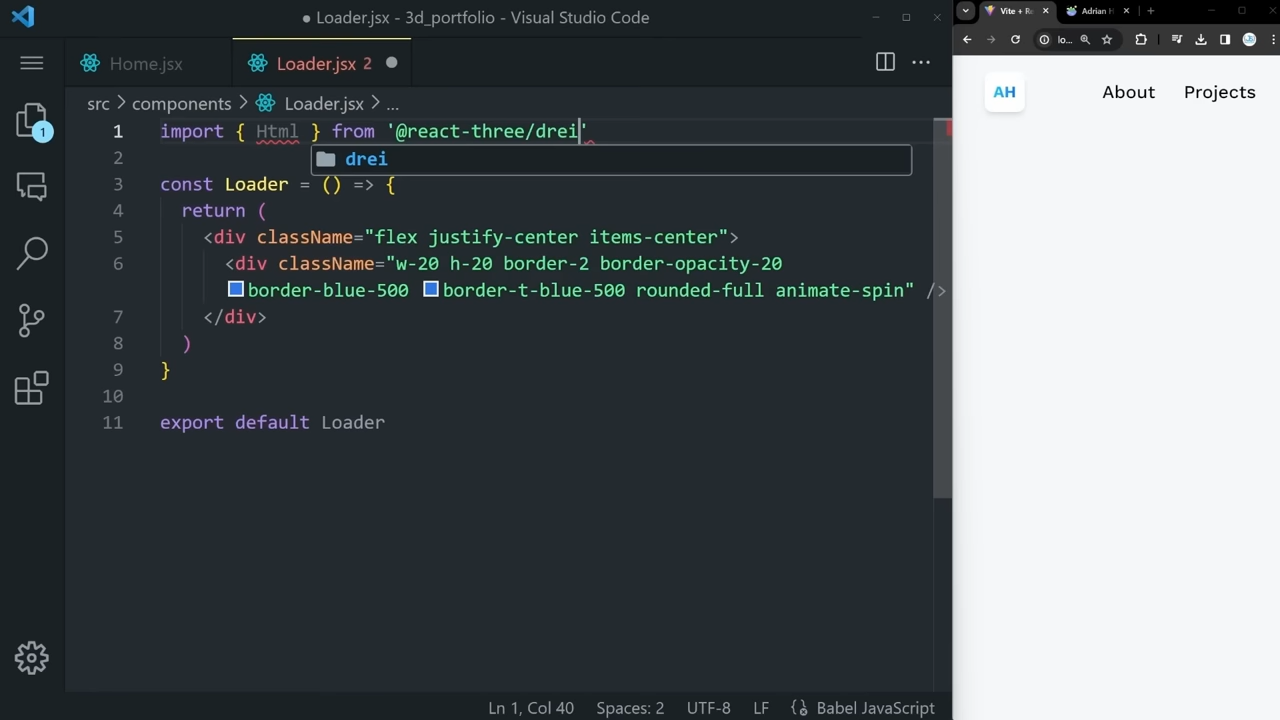 Loader.jsx - 3d_portfolio - Visual Studio Code
Home.jsx
Loader.jsx 2
src > components > Loader.jsx > ...
1 import { Html } from '@react-three/drei'
drei
2
3 const Loader = () => {
4 return (
5 <div className="flex justify-center items-center">
6 <div className="w-20 h-20 border-2 border-opacity-20
border-blue-500 border-t-blue-500 rounded-full animate-spin" />
7 </div>
8 )
9 }
10
11 export default Loader
1
Ln 1, Col 40 Spaces: 2 UTF-8 LF Babel JavaScript
Vite + Re
Adrian H
lo...
AH
About Projects